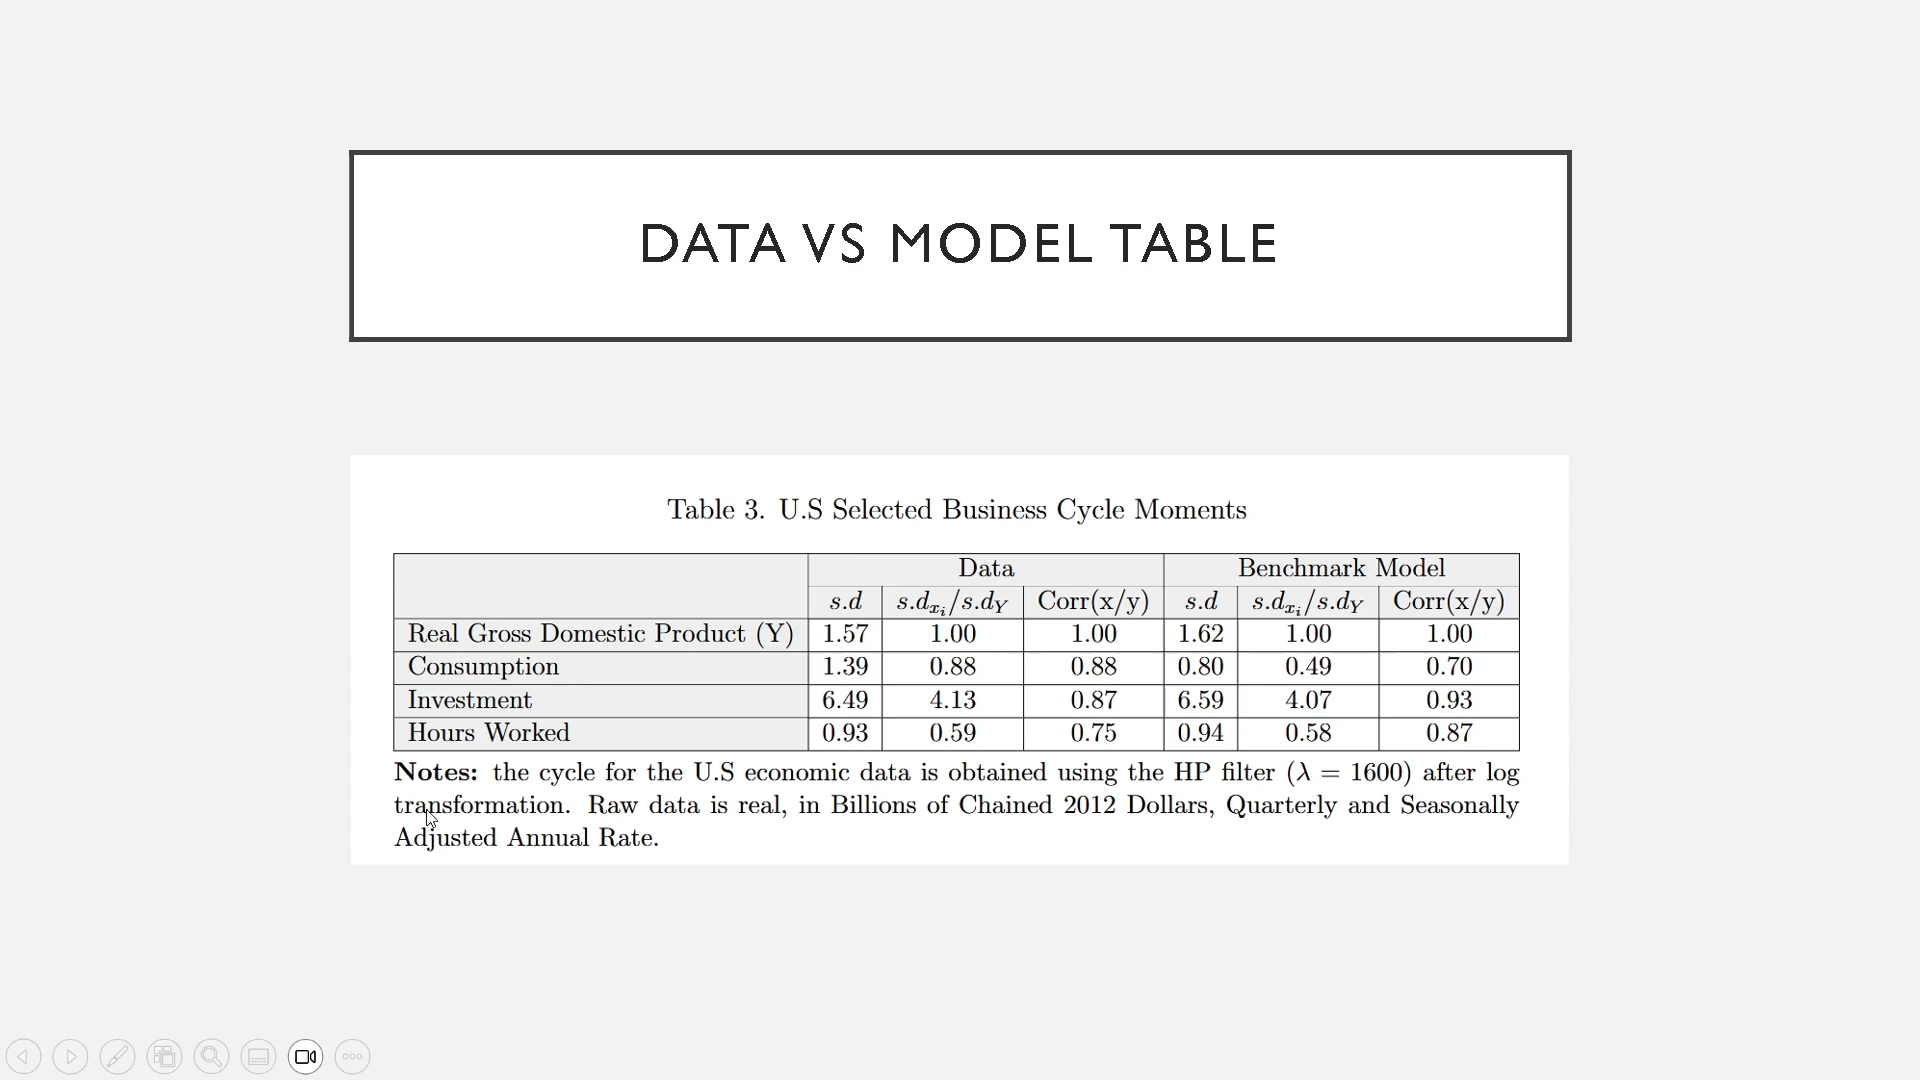 DATA VS MODEL TABLE
Table 3. U.S Selected Business Cycle Moments
Data Benchmark Model
s.d s.d_{x_i}/s.d_Y Corr(x/y) s.d s.d_{x_i}/s.d_Y Corr(x/y)
Real Gross Domestic Product (Y) 1.57 1.00 1.00 1.62 1.00 1.00
Consumption 1.39 0.88 0.88 0.80 0.49 0.70
Investment 6.49 4.13 0.87 6.59 4.07 0.93
Hours Worked 0.93 0.59 0.75 0.94 0.58 0.87
Notes: the cycle for the U.S economic data is obtained using the HP filter (λ = 1600) after log
transformation. Raw data is real, in Billions of Chained 2012 Dollars, Quarterly and Seasonally
Adjusted Annual Rate.